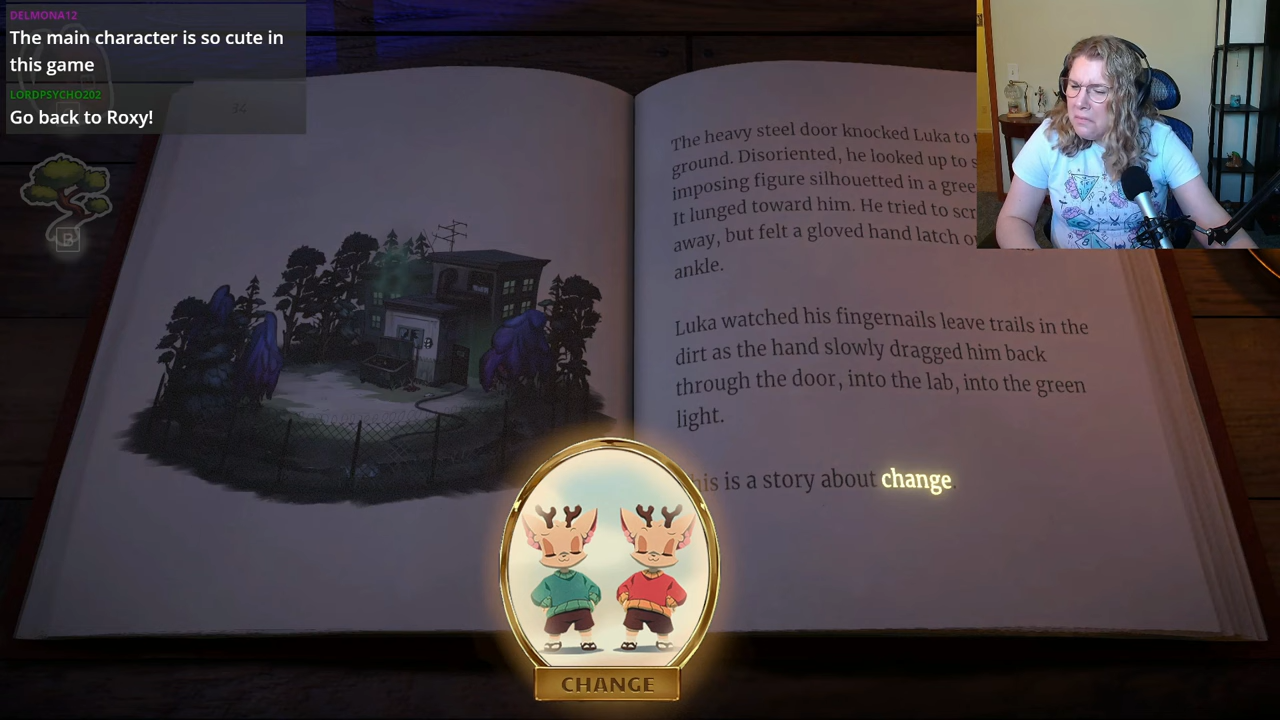 DELMONA12
The main character is so cute in
this game
LORDPSYCHO202
Go back to Roxy!
34
B
The heavy steel door knocked Luka to
ground. Disoriented, he looked up to
imposing figure silhouetted in a
It lunged toward him. He tried to
away, but felt a gloved hand latch
ankle.
Luka watched his fingernails leave trails in the
dirt as the hand slowly dragged him back
through the door, into the lab, into the green
light.
is a story about change.
CHANGE